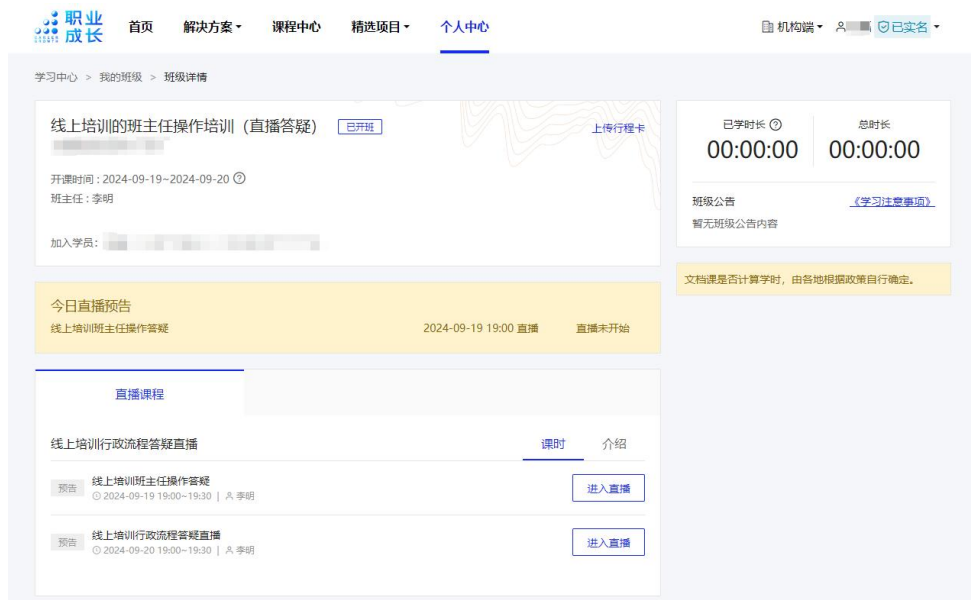 职业成长
首页 解决方案 课程中心 精选项目 个人中心 机构端 已实名
学习中心 > 我的班级 > 班级详情
线上培训的班主任操作培训（直播答疑） 已开班 上传行程卡
开课时间：2024-09-19~2024-09-20
班主任：李明
加入学员：
已学时长 总时长
00:00:00 00:00:00
班级公告 《学习注意事项》
暂无班级公告内容
文档课是否计算学时，由各地根据政策自行确定。
今日直播预告
线上培训班主任操作答疑 2024-09-19 19:00 直播 直播未开始
直播课程
线上培训行政流程答疑直播 课时 介绍
预告 线上培训班主任操作答疑 进入直播
2024-09-19 19:00~19:30 | 李明
预告 线上培训行政流程答疑直播 进入直播
2024-09-20 19:00~19:30 | 李明